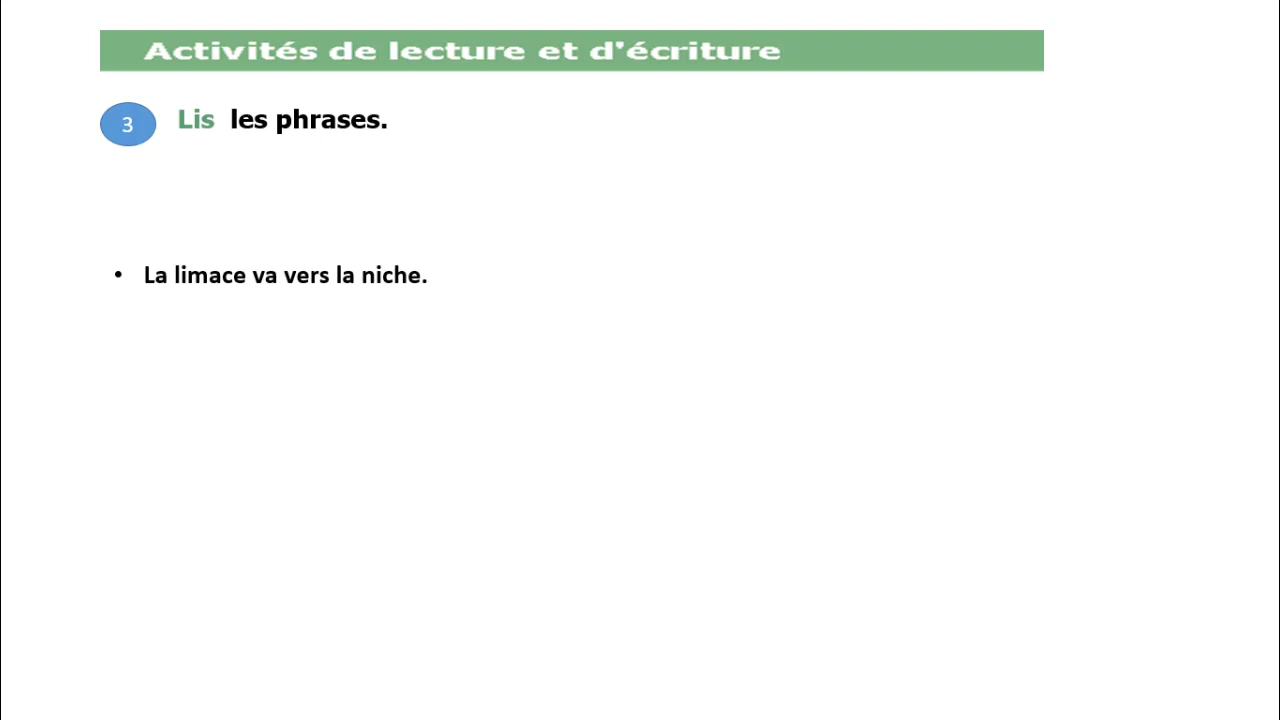 Activités de lecture et d'écriture
3 Lis les phrases.
• La limace va vers la niche.